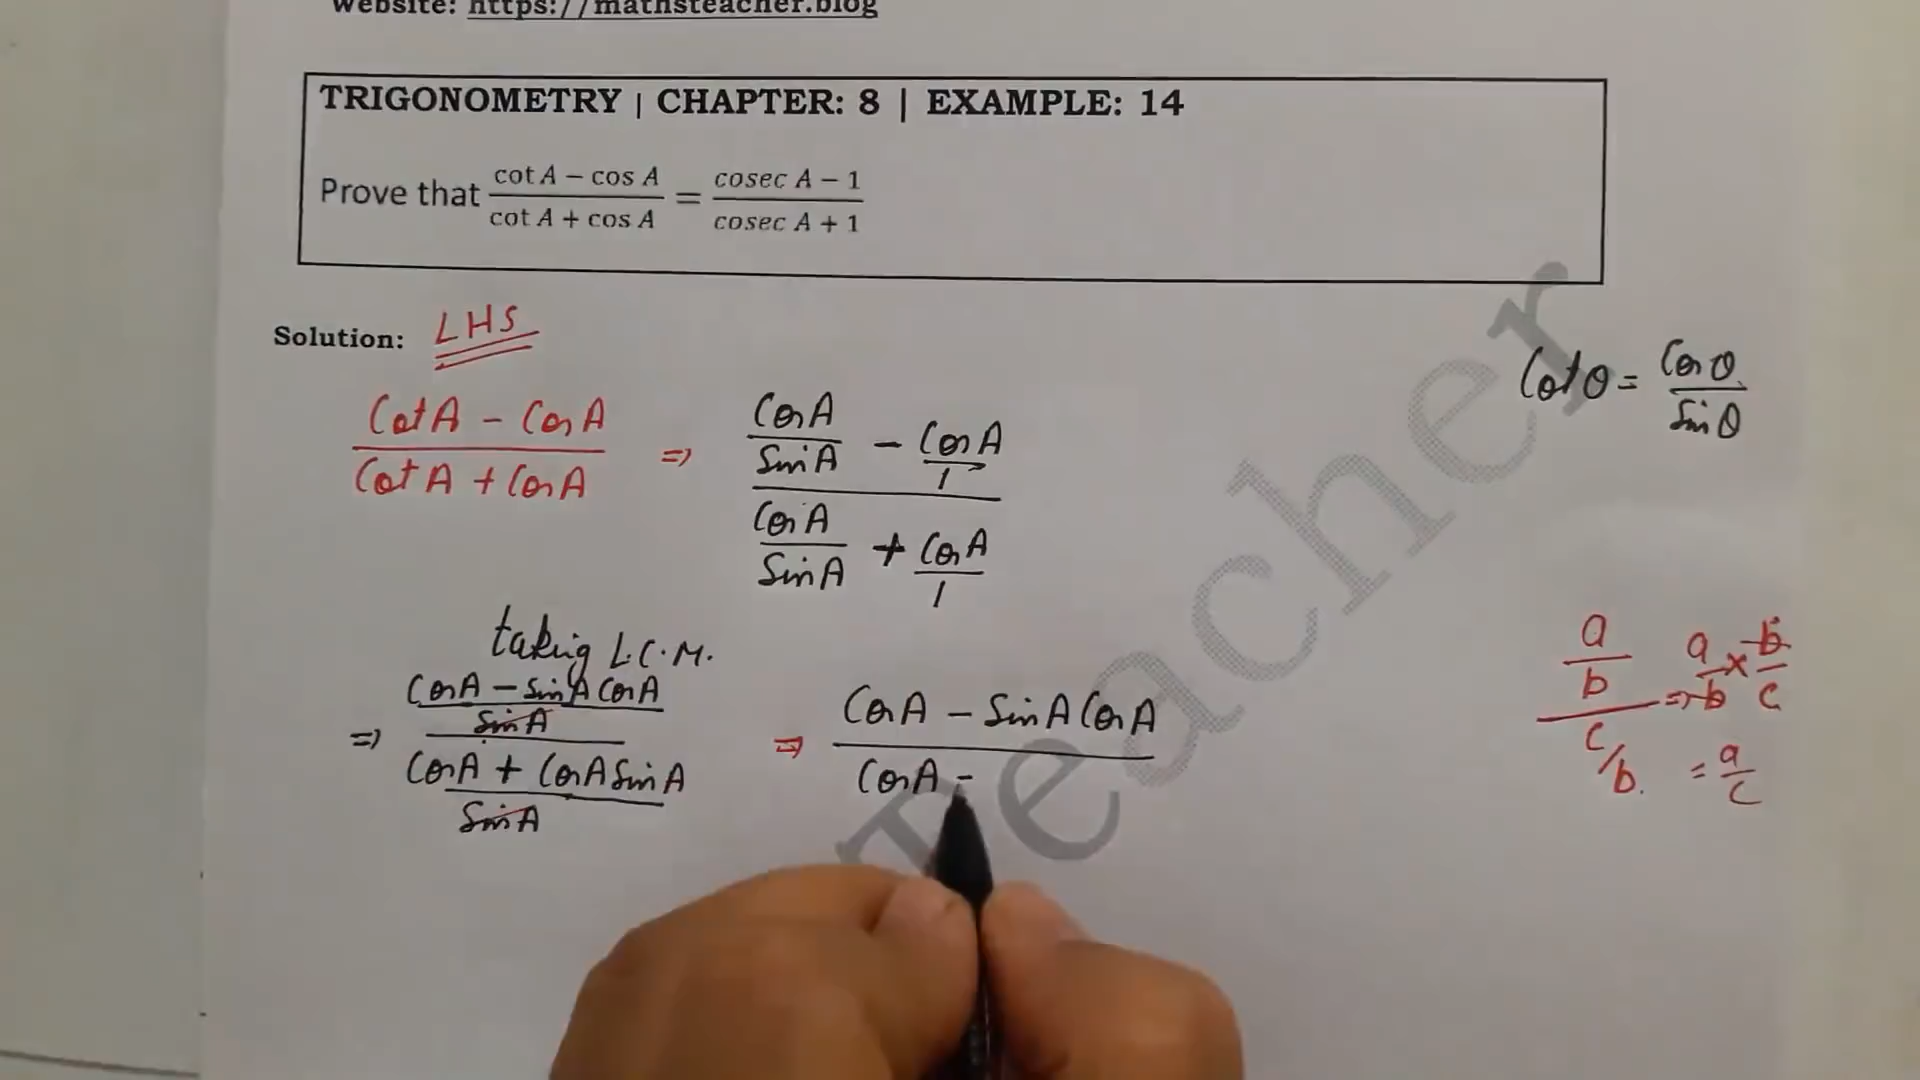 Website: https://mathsteacher.blog
TRIGONOMETRY | CHAPTER: 8 | EXAMPLE: 14
Prove that (cot A − cos A)/(cot A + cos A) = (cosec A − 1)/(cosec A + 1)
Solution: LHS
(Cot A − Cos A)/(Cot A + Cos A) ⇒ (Cos A/Sin A − Cos A/1)/(Cos A/Sin A + Cos A/1)
Cot θ = Cos θ/Sin θ
taking L.C.M.
⇒ ((Cos A − Sin A Cos A)/Sin A)/((Cos A + Cos A Sin A)/Sin A) ⇒ (Cos A − Sin A Cos A)/(Cos A -
(a/b)/(c/b) ⇒ a/b × b/c
= a/c
Teacher